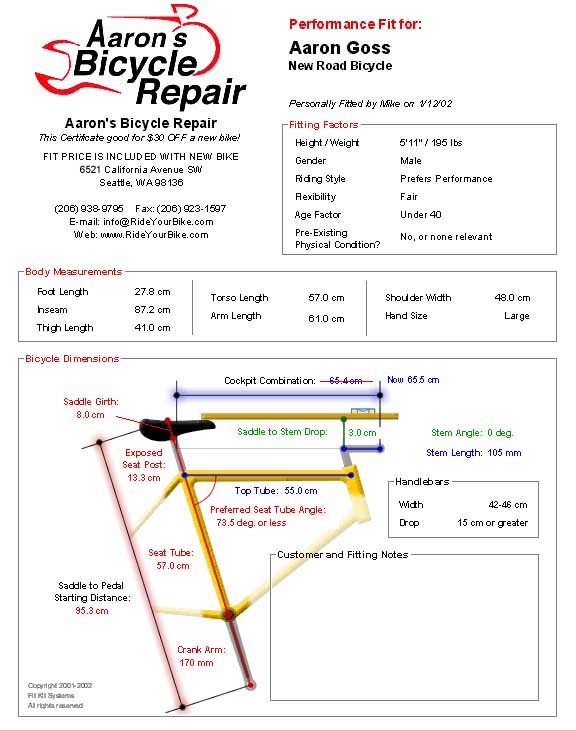 Aaron's
Bicycle
Repair
Aaron's Bicycle Repair
This Certificate good for $30 OFF a new bike!
FIT PRICE IS INCLUDED WITH NEW BIKE
6521 California Avenue SW
Seattle, WA 98136
(206) 938-9795 Fax: (206) 923-1597
E-mail: info@RideYourBike.com
Web: www.RideYourBike.com
Performance Fit for:
Aaron Goss
New Road Bicycle
Personally Fitted by Mike on 1/12/02
Fitting Factors
Height / Weight 5'11" / 195 lbs
Gender Male
Riding Style Prefers Performance
Flexibility Fair
Age Factor Under 40
Pre-Existing
Physical Condition? No, or none relevant
Body Measurements
Foot Length 27.8 cm
Inseam 87.2 cm
Thigh Length 41.0 cm
Torso Length 57.0 cm
Arm Length 61.0 cm
Shoulder Width 48.0 cm
Hand Size Large
Bicycle Dimensions
Cockpit Combination: 65.4 cm Now 65.5 cm
Saddle Girth:
8.0 cm
Saddle to Stem Drop: 3.0 cm
Stem Angle: 0 deg.
Stem Length: 105 mm
Exposed
Seat Post:
13.3 cm
Top Tube: 55.0 cm
Preferred Seat Tube Angle:
73.5 deg. or less
Handlebars
Width 42-46 cm
Drop 15 cm or greater
Seat Tube:
57.0 cm
Customer and Fitting Notes
Saddle to Pedal
Starting Distance:
95.3 cm
Crank Arm:
170 mm
Copyright 2001-2002
Fit Kit Systems
All rights reserved